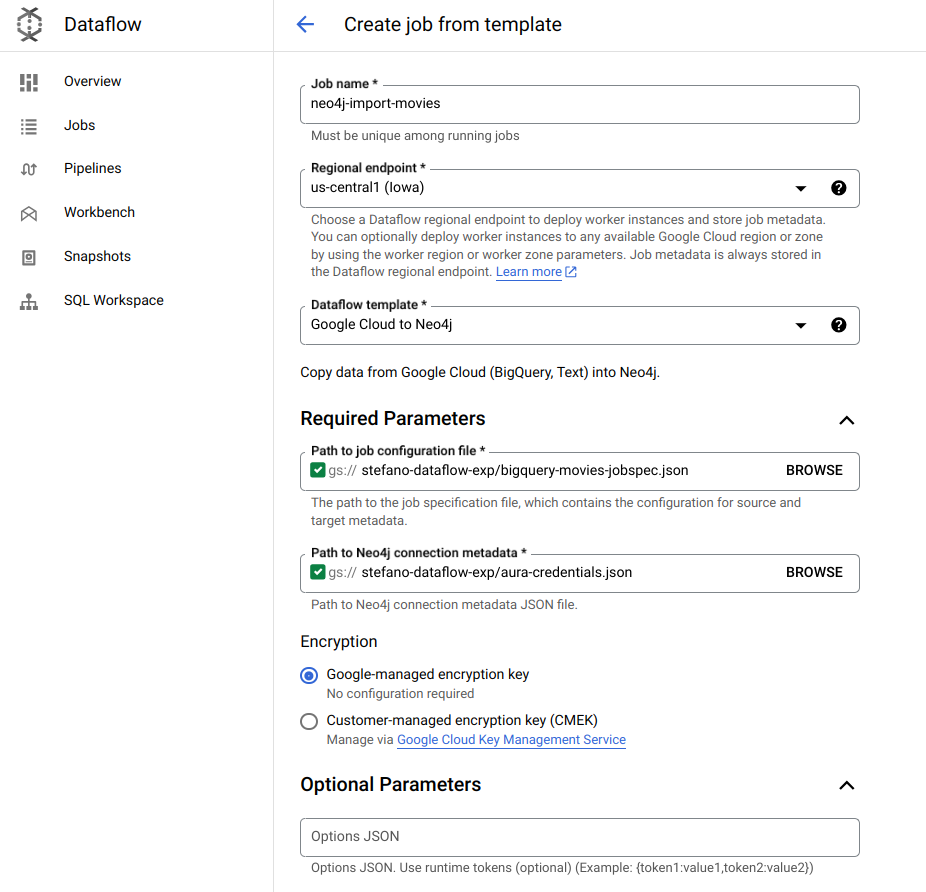 Dataflow
Create job from template
Overview
Jobs
Pipelines
Workbench
Snapshots
SQL Workspace
Job name *
neo4j-import-movies
Must be unique among running jobs
Regional endpoint *
us-central1 (Iowa)
Choose a Dataflow regional endpoint to deploy worker instances and store job metadata.
You can optionally deploy worker instances to any available Google Cloud region or zone
by using the worker region or worker zone parameters. Job metadata is always stored in
the Dataflow regional endpoint. Learn more
Dataflow template *
Google Cloud to Neo4j
Copy data from Google Cloud (BigQuery, Text) into Neo4j.
Required Parameters
Path to job configuration file *
gs:// stefano-dataflow-exp/bigquery-movies-jobspec.json BROWSE
The path to the job specification file, which contains the configuration for source and
target metadata.
Path to Neo4j connection metadata *
gs:// stefano-dataflow-exp/aura-credentials.json BROWSE
Path to Neo4j connection metadata JSON file.
Encryption
Google-managed encryption key
No configuration required
Customer-managed encryption key (CMEK)
Manage via Google Cloud Key Management Service
Optional Parameters
Options JSON
Options JSON. Use runtime tokens (optional) (Example: {token1:value1,token2:value2})